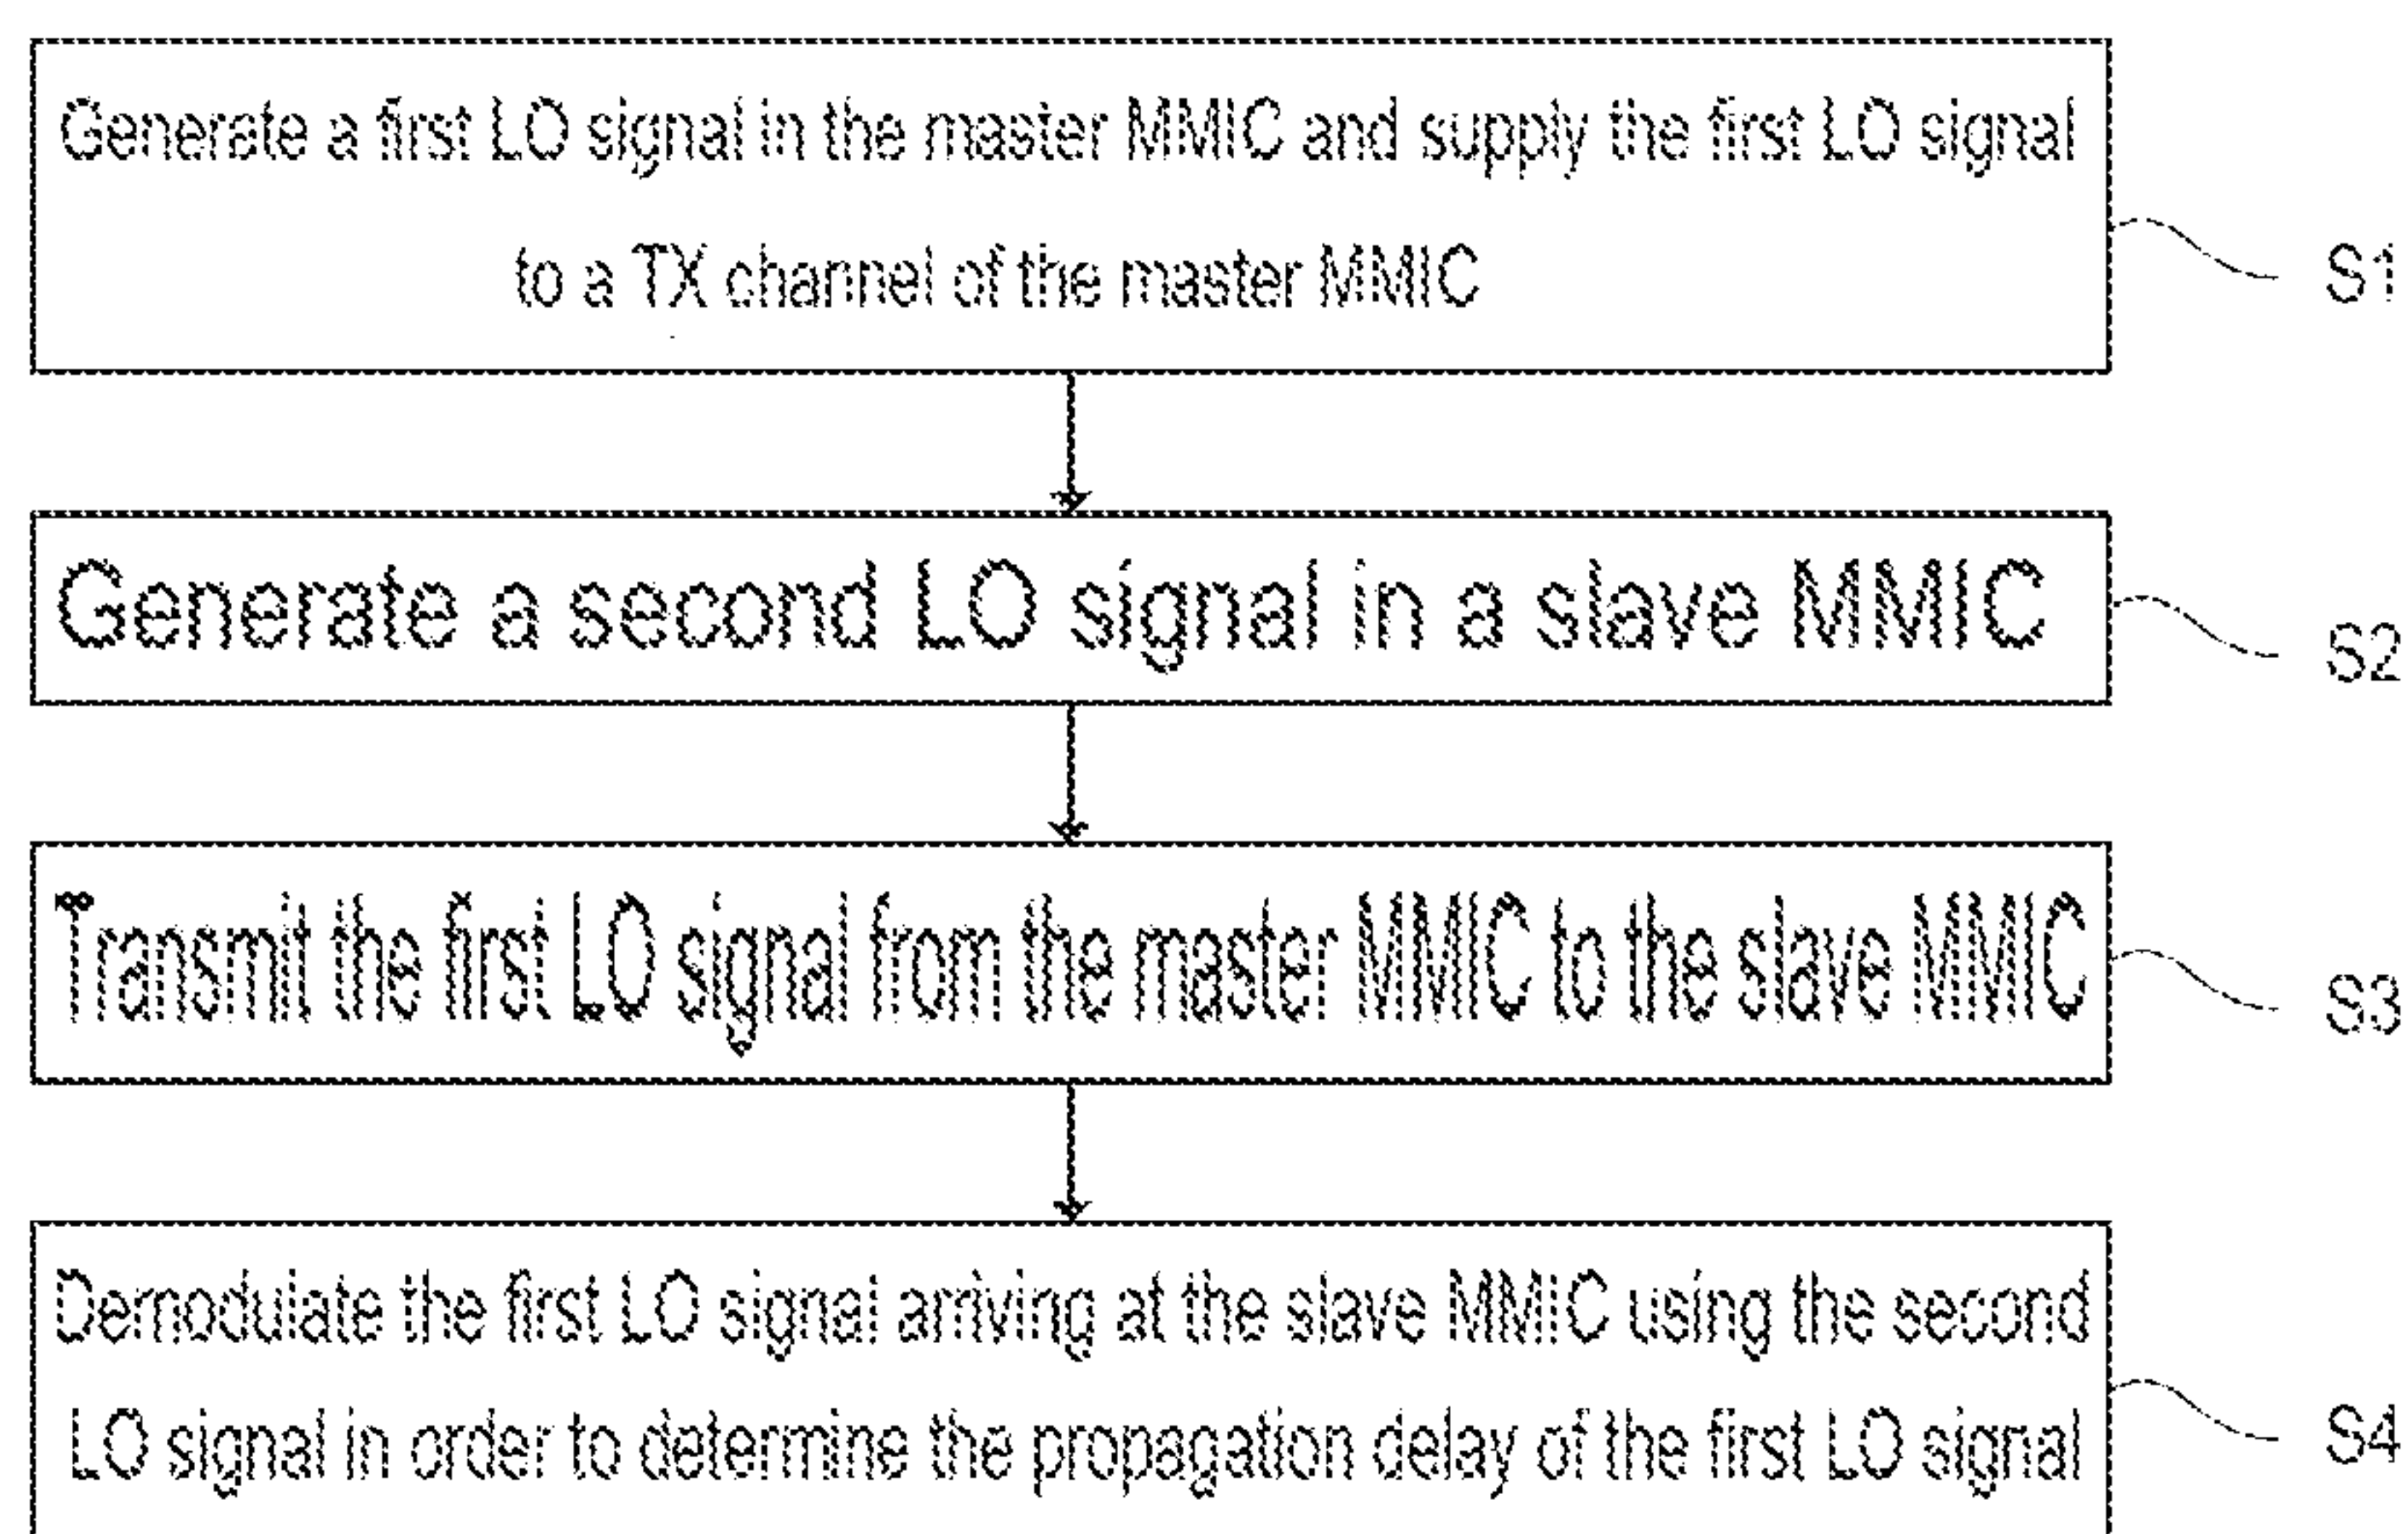 Generate a first LO signal in the master MMIC and supply the first LO signal
to a TX channel of the master MMIC
S1
Generate a second LO signal in a slave MMIC
S2
Transmit the first LO signal from the master MMIC to the slave MMIC
S3
Demodulate the first LO signal arriving at the slave MMIC using the second
LO signal in order to determine the propagation delay of the first LO signal
S4